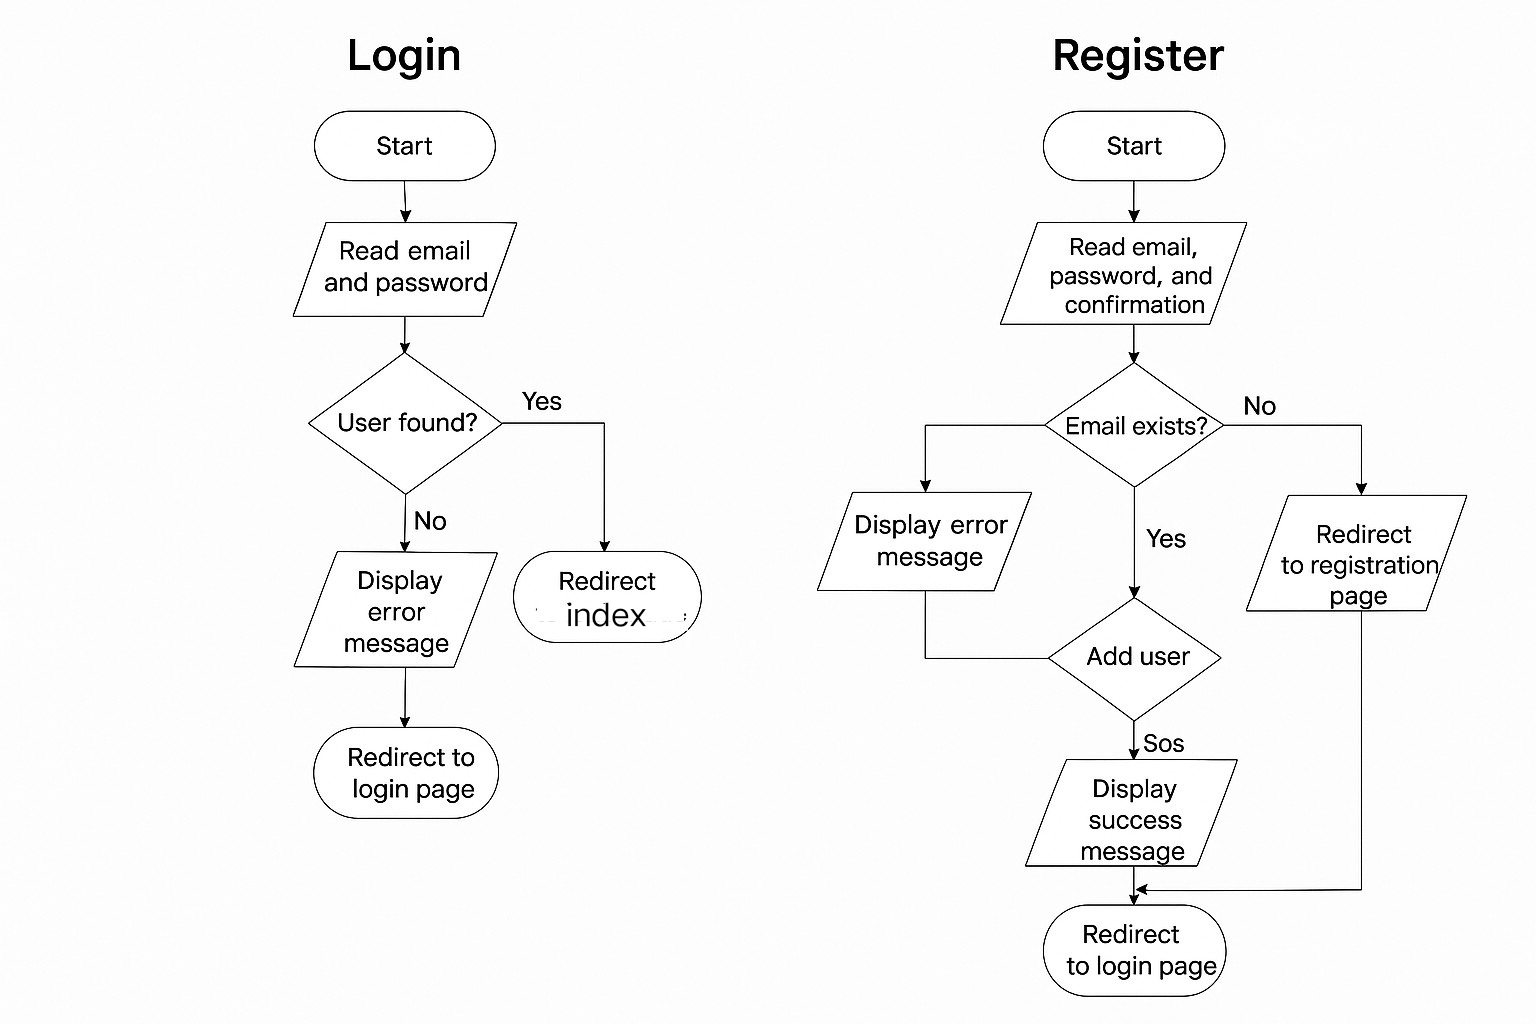 Login
Start
Read email
and password
User found?
Yes
No
Display
error
message
Redirect
index
Redirect to
login page
Register
Start
Read email,
password, and
confirmation
Email exists?
No
Display error
message
Yes
Redirect
to registration
page
Add user
Sos
Display
success
message
Redirect
to login page